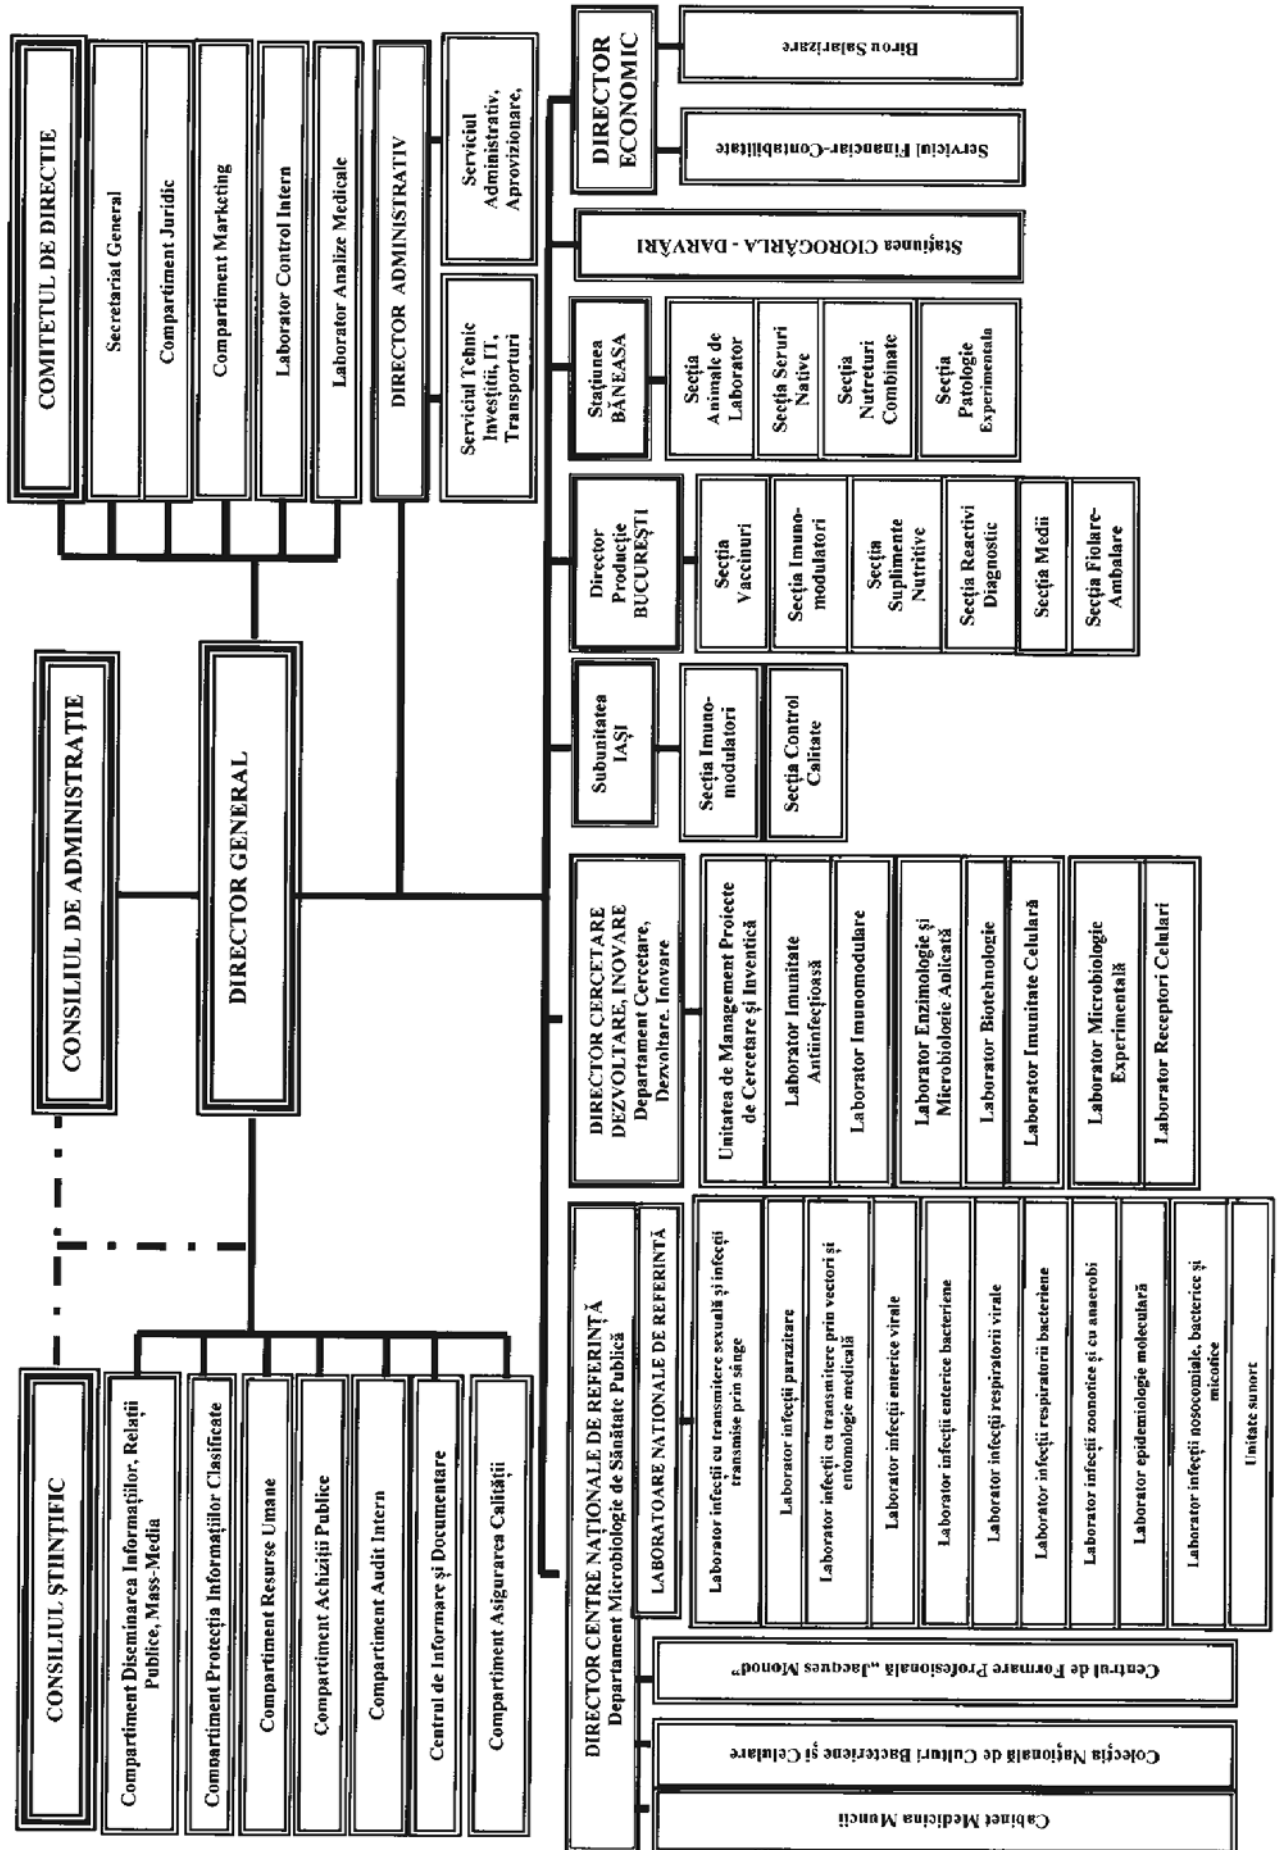 CONSILIUL ȘTIINȚIFIC
CONSILIUL DE ADMINISTRAȚIE
COMITETUL DE DIRECTIE
DIRECTOR GENERAL
Compartiment Diseminarea Informațiilor, Relații
Publice, Mass-Media
Compartiment Protecția Informațiilor Clasificate
Compartiment Resurse Umane
Compartiment Achiziții Publice
Compartiment Audit Intern
Centrul de Informare și Documentare
Compartiment Asigurarea Calității
Secretariat General
Compartiment Juridic
Compartiment Marketing
Laborator Control Intern
Laborator Analize Medicale
DIRECTOR ADMINISTRATIV
Serviciul Tehnic
Investitii, IT,
Transporturi
Serviciul
Administrativ,
Aprovizionare,
DIRECTOR CENTRE NAȚIONALE DE REFERINȚĂ
Departament Microbiologie de Sănătate Publică
LABORATOARE NATIONALE DE REFERINTĂ
Laborator infecții cu transmitere sexuală și infecții
transmise prin sânge
Laborator infecții parazitare
Laborator infecții cu transmitere prin vectori și
entomologie medicală
Laborator infecții enterice virale
Laborator infecții enterice bacteriene
Laborator infecții respiratorii virale
Laborator infecții respiratorii bacteriene
Laborator infecții zoonotice și cu anaerobi
Laborator epidemiologie moleculară
Laborator infecții nosocomiale, bacterice și
micotice
Unitate suport
Cabinet Medicina Muncii
Colecția Națională de Culturi Bacteriene și Celulare
Centrul de Formare Profesională „Jacques Monod”
DIRECTOR CERCETARE
DEZVOLTARE, INOVARE
Departament Cercetare,
Dezvoltare. Inovare
Unitatea de Management Proiecte
de Cercetare și Inventică
Laborator Imunitate
Antiinfecțioasă
Laborator Imunomodulare
Laborator Enzimologie și
Microbiologie Aplicată
Laborator Biotehnologie
Laborator Imunitate Celulară
Laborator Microbiologie
Experimentală
Laborator Receptori Celulari
Subunitatea
IAȘI
Secția Imuno-
modulatori
Secția Control
Calitate
Director
Producție
BUCUREȘTI
Secția
Vaccinuri
Secția Imuno-
modulatori
Secția
Suplimente
Nutritive
Secția Reactivi
Diagnostic
Secția Medii
Secția Fiolare-
Ambalare
Stațiunea
BĂNEASA
Secția
Animale de
Laborator
Secția Seruri
Native
Secția
Nutreturi
Combinate
Secția
Patologie
Experimentala
Stațiunea CIOROGÂRLA - DARVĂRI
DIRECTOR
ECONOMIC
Serviciul Financiar-Contabilitate
Birou Salarizare